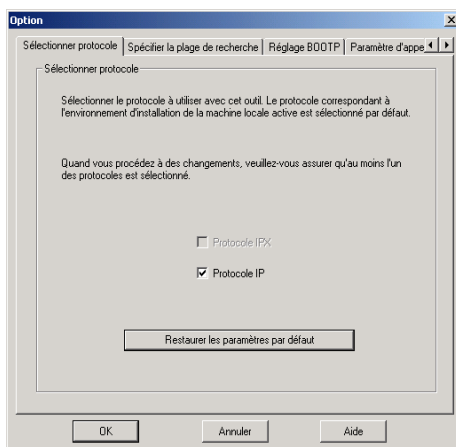 Option
Sélectionner protocole
Spécifier la plage de recherche
Réglage BOOTP
Paramètre d'appe
Sélectionner protocole
Sélectionner le protocole à utiliser avec cet outil. Le protocole correspondant à
l'environnement d'installation de la machine locale active est sélectionné par défaut.
Quand vous procédez à des changements, veuillez-vous assurer qu'au moins l'un
des protocoles est sélectionné.
Protocole IPX
Protocole IP
Restaurer les paramètres par défaut
OK
Annuler
Aide